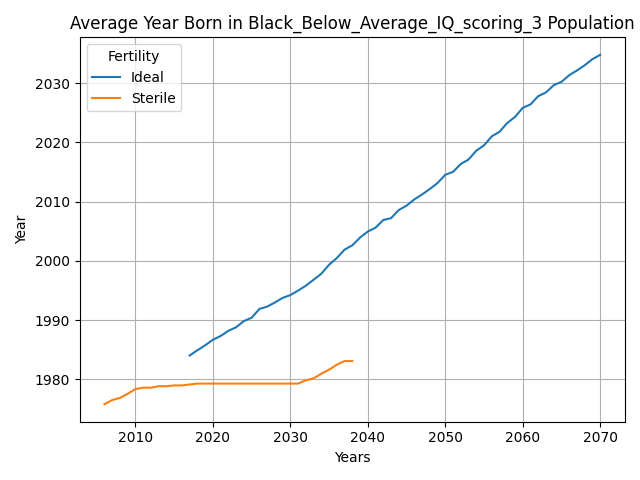 Average Year Born in Black_Below_Average_IQ_scoring_3 Population
Fertility
Ideal
Sterile
2030
2020
2010
2000
1990
1980
Year
2010 2020 2030 2040 2050 2060 2070
Years